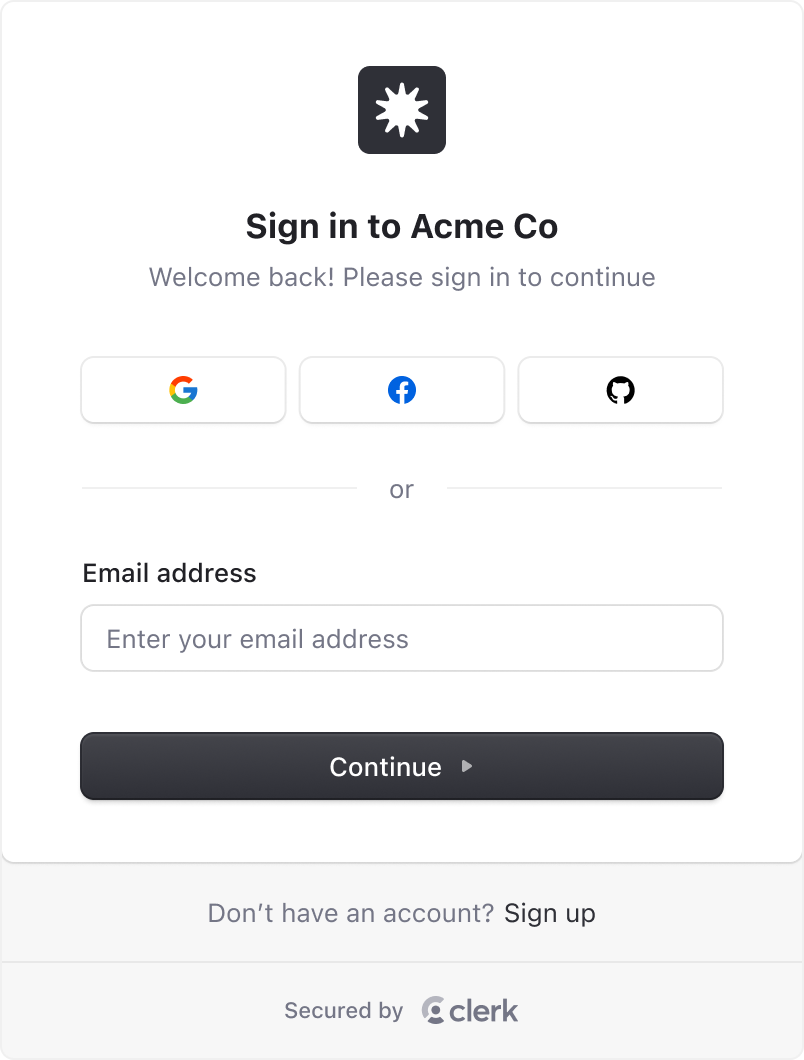 Sign in to Acme Co
Welcome back! Please sign in to continue
or
Email address
Enter your email address
Continue
Don’t have an account? Sign up
Secured by clerk